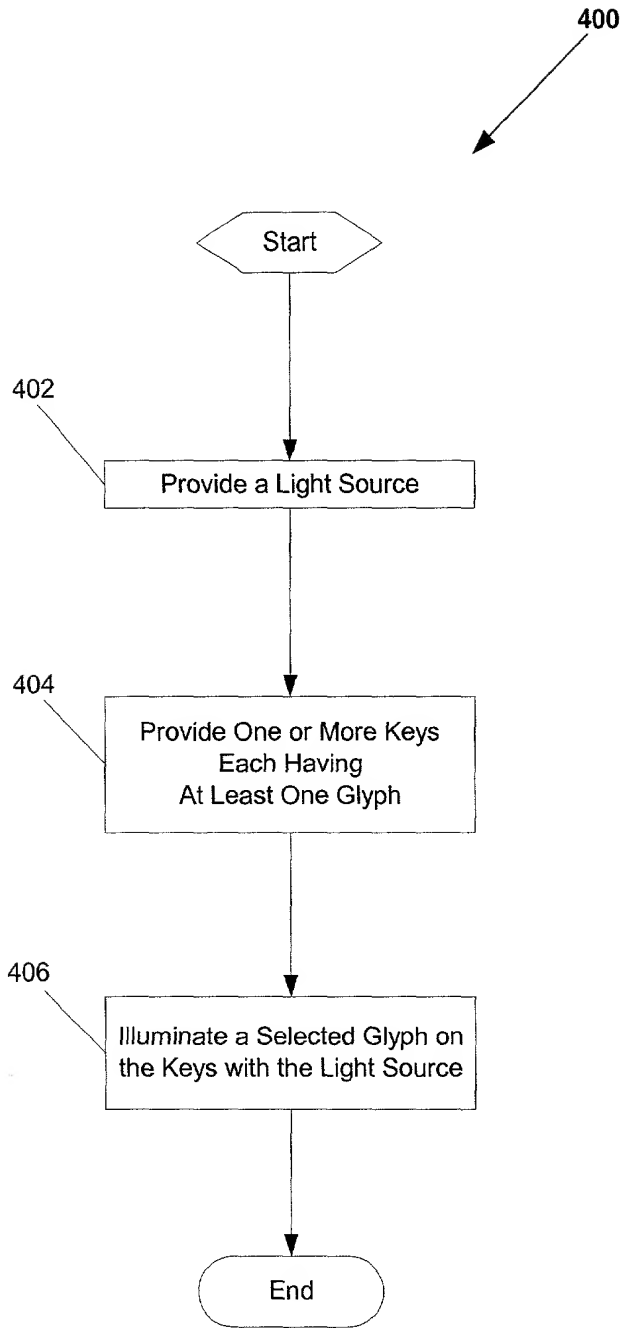 400
Start
402
Provide a Light Source
404
Provide One or More Keys
Each Having
At Least One Glyph
406
Illuminate a Selected Glyph on
the Keys with the Light Source
End